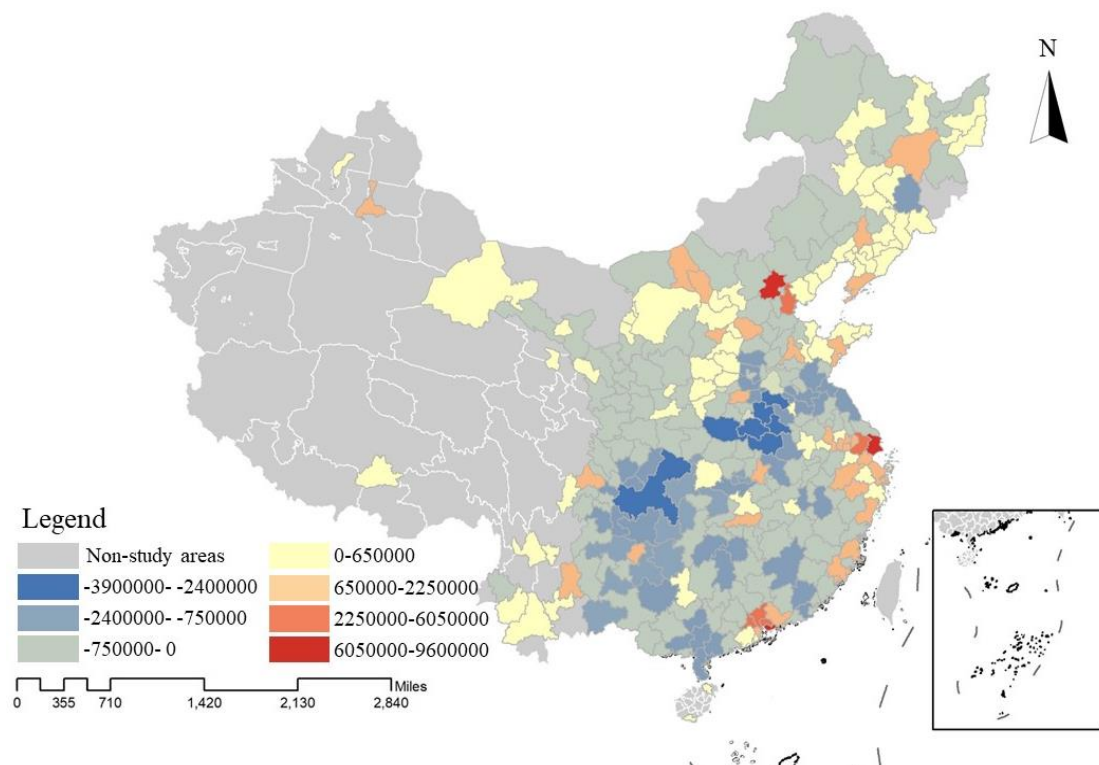 N
Legend
Non-study areas
-3900000- -2400000
-2400000- -750000
-750000- 0
0-650000
650000-2250000
2250000-6050000
6050000-9600000
Miles
0 355 710 1,420 2,130 2,840